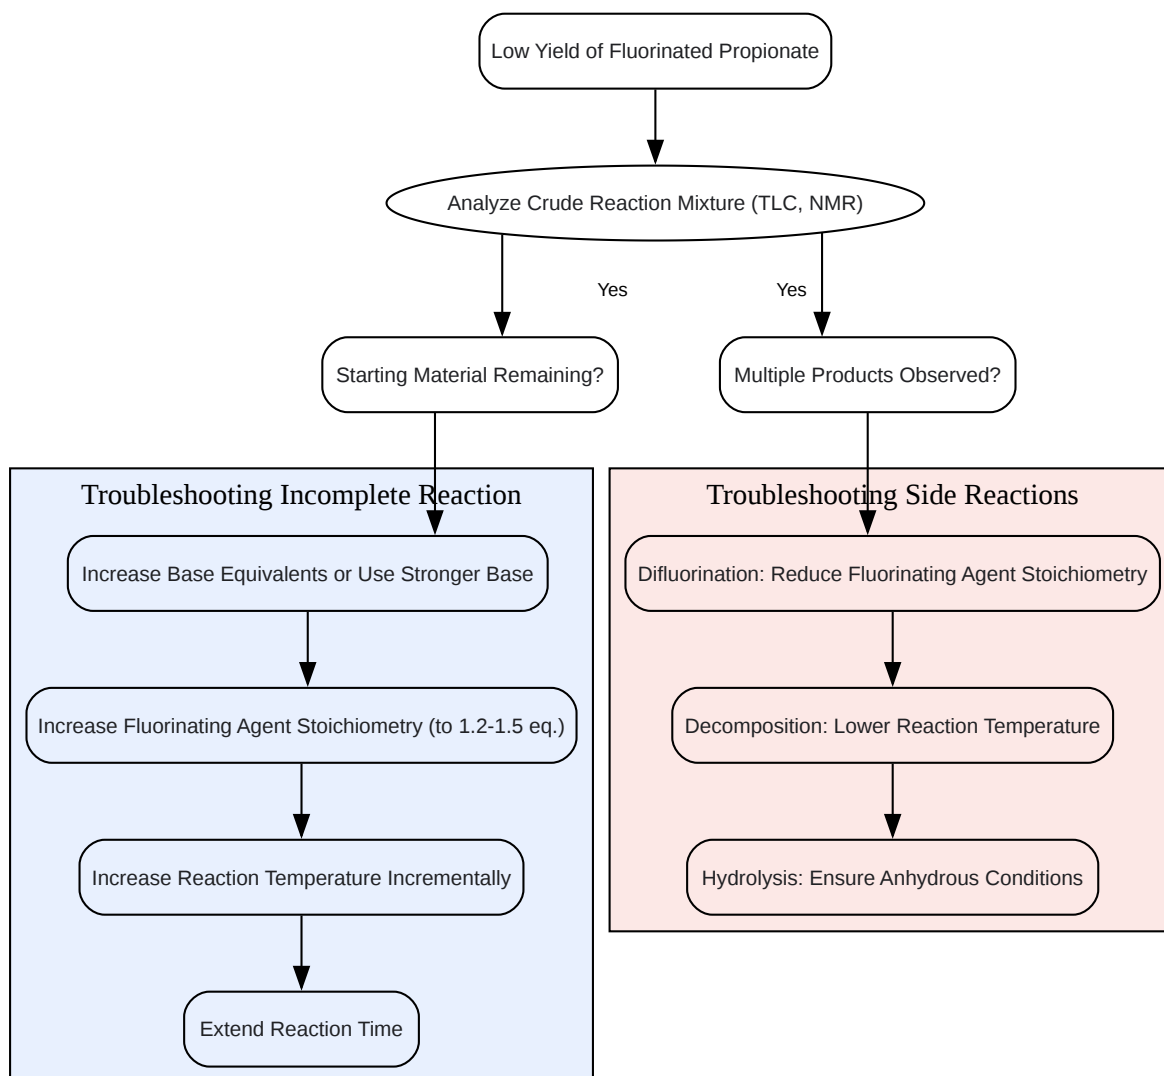 Low Yield of Fluorinated Propionate
Analyze Crude Reaction Mixture (TLC, NMR)
Yes
Yes
Starting Material Remaining?
Multiple Products Observed?
Troubleshooting Incomplete Reaction
Increase Base Equivalents or Use Stronger Base
Increase Fluorinating Agent Stoichiometry (to 1.2-1.5 eq.)
Increase Reaction Temperature Incrementally
Extend Reaction Time
Troubleshooting Side Reactions
Difluorination: Reduce Fluorinating Agent Stoichiometry
Decomposition: Lower Reaction Temperature
Hydrolysis: Ensure Anhydrous Conditions